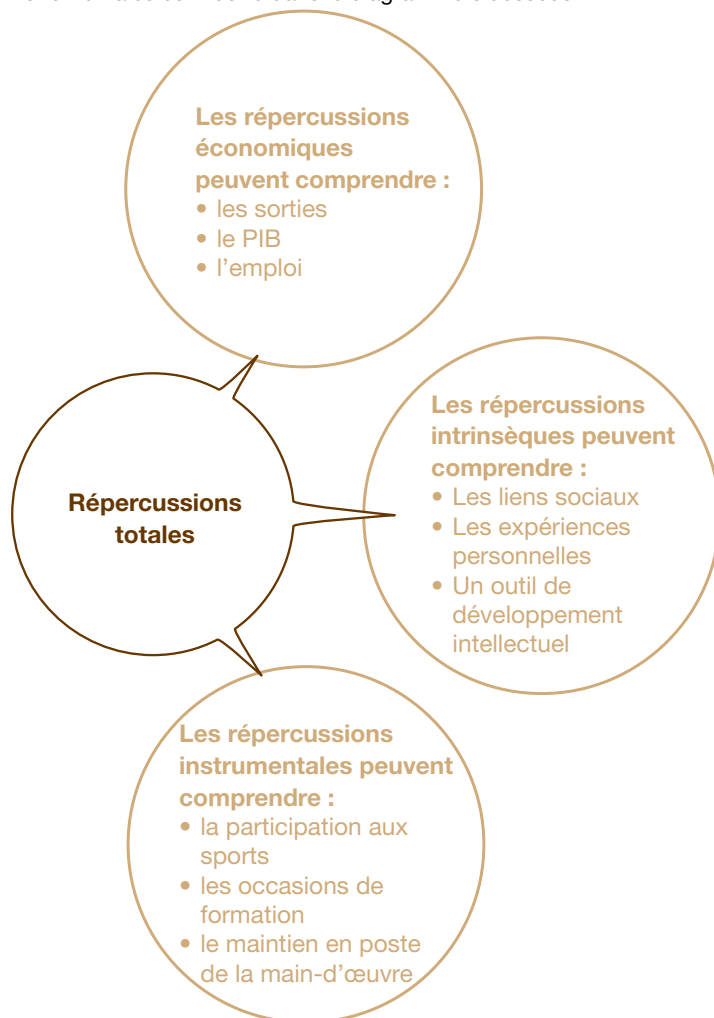 Les répercussions
économiques
peuvent comprendre :
• les sorties
• le PIB
• l'emploi
Les répercussions
intrinsèques peuvent
comprendre :
• Les liens sociaux
• Les expériences
personnelles
• Un outil de
développement
intellectuel
Répercussions
totales
Les répercussions
instrumentales peuvent
comprendre :
• la participation aux
sports
• les occasions de
formation
• le maintien en poste
de la main-d'œuvre